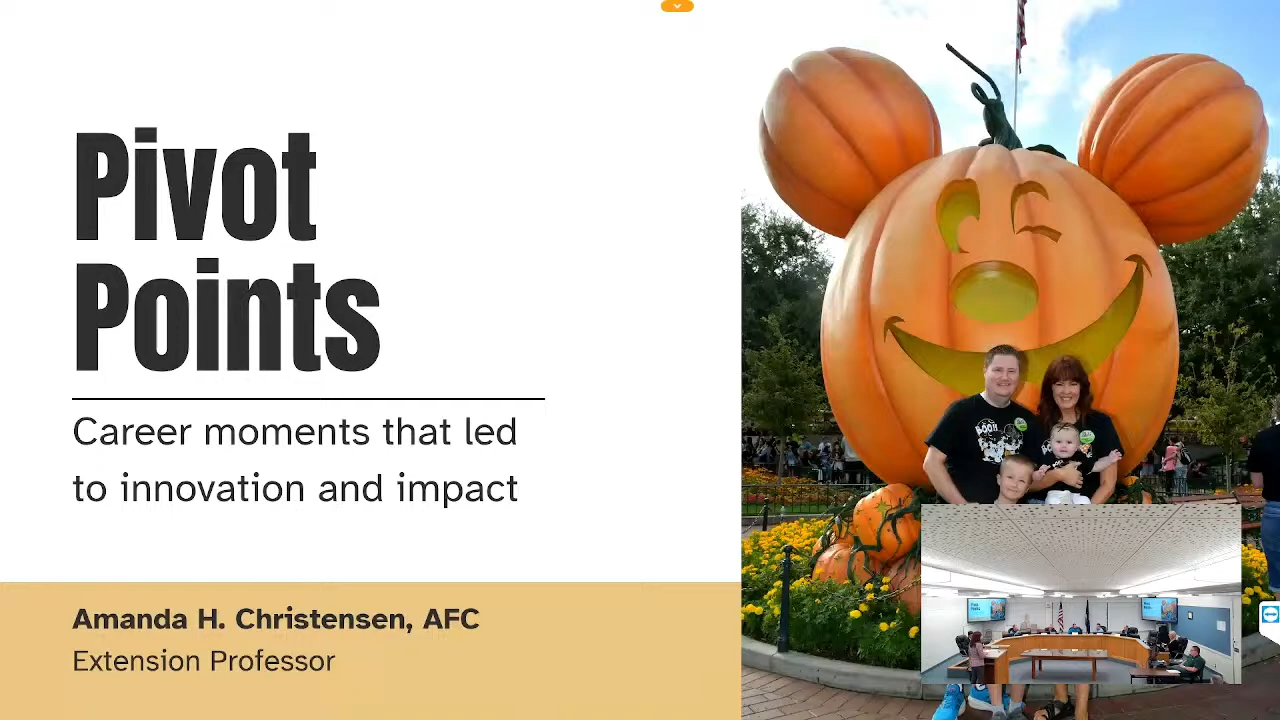 Pivot
Points
Career moments that led
to innovation and impact
Amanda H. Christensen, AFC
Extension Professor